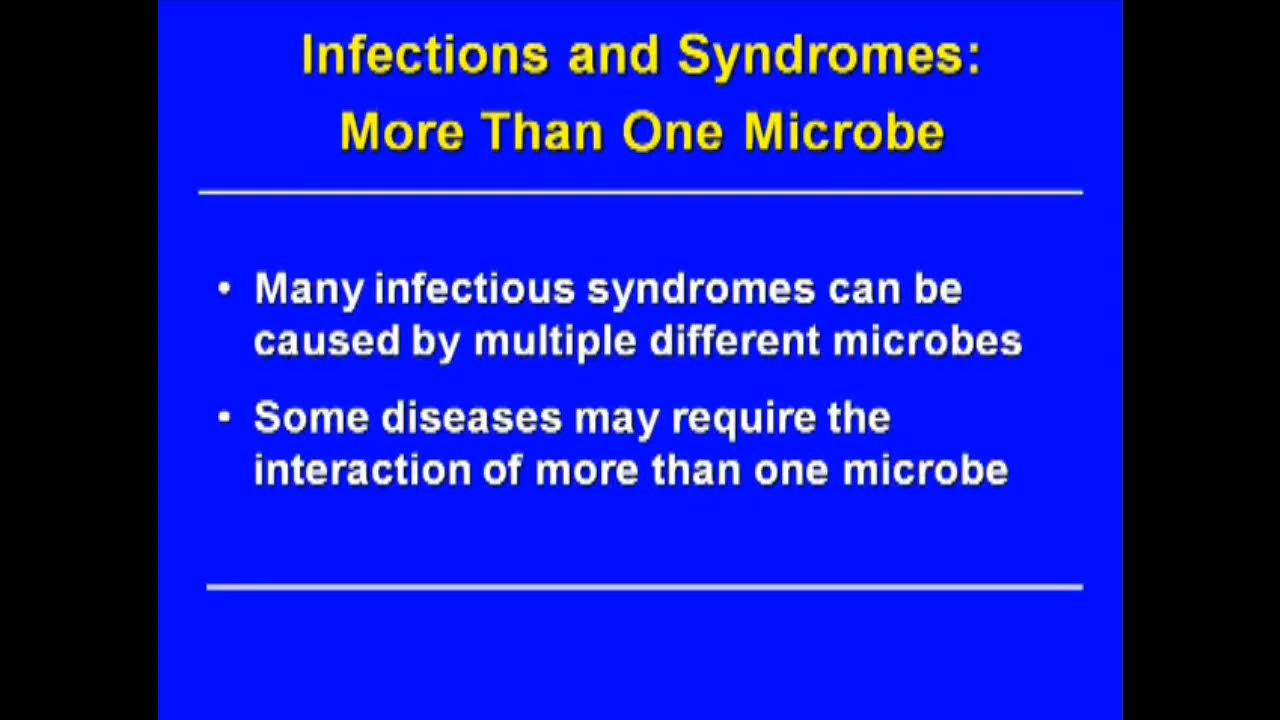 Infections and Syndromes:
More Than One Microbe
• Many infectious syndromes can be
caused by multiple different microbes
• Some diseases may require the
interaction of more than one microbe